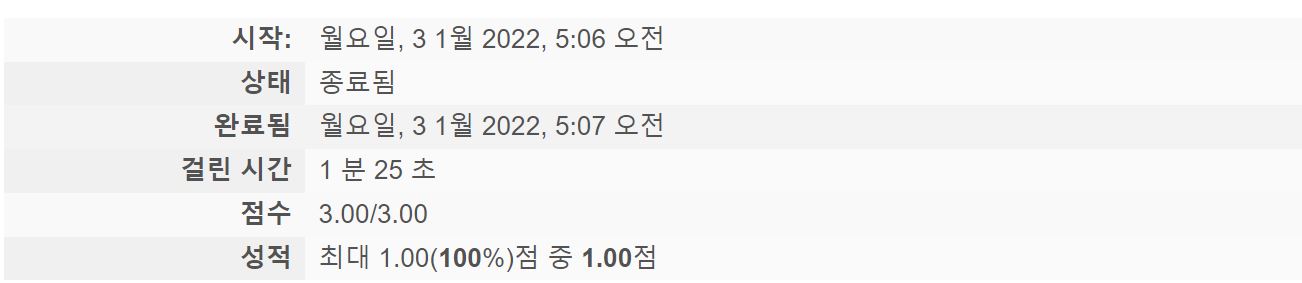 시작: 월요일, 3 1월 2022, 5:06 오전
상태 종료됨
완료됨 월요일, 3 1월 2022, 5:07 오전
걸린 시간 1 분 25 초
점수 3.00/3.00
성적 최대 1.00(100%)점 중 1.00점